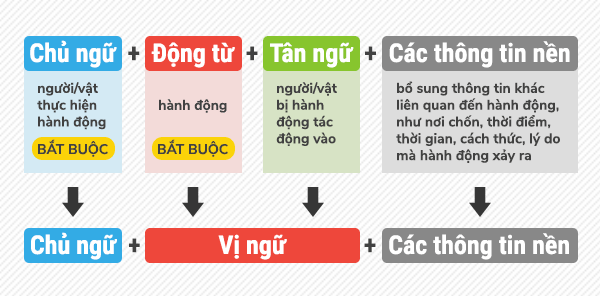 Chủ ngữ + Động từ + Tân ngữ + Các thông tin nền
người/vật
thực hiện
hành động
BẮT BUỘC
hành động
BẮT BUỘC
người/vật
bị hành
động tác
động vào
bổ sung thông tin khác
liên quan đến hành động,
như nơi chốn, thời điểm,
thời gian, cách thức, lý do
mà hành động xảy ra
Chủ ngữ + Vị ngữ + Các thông tin nền